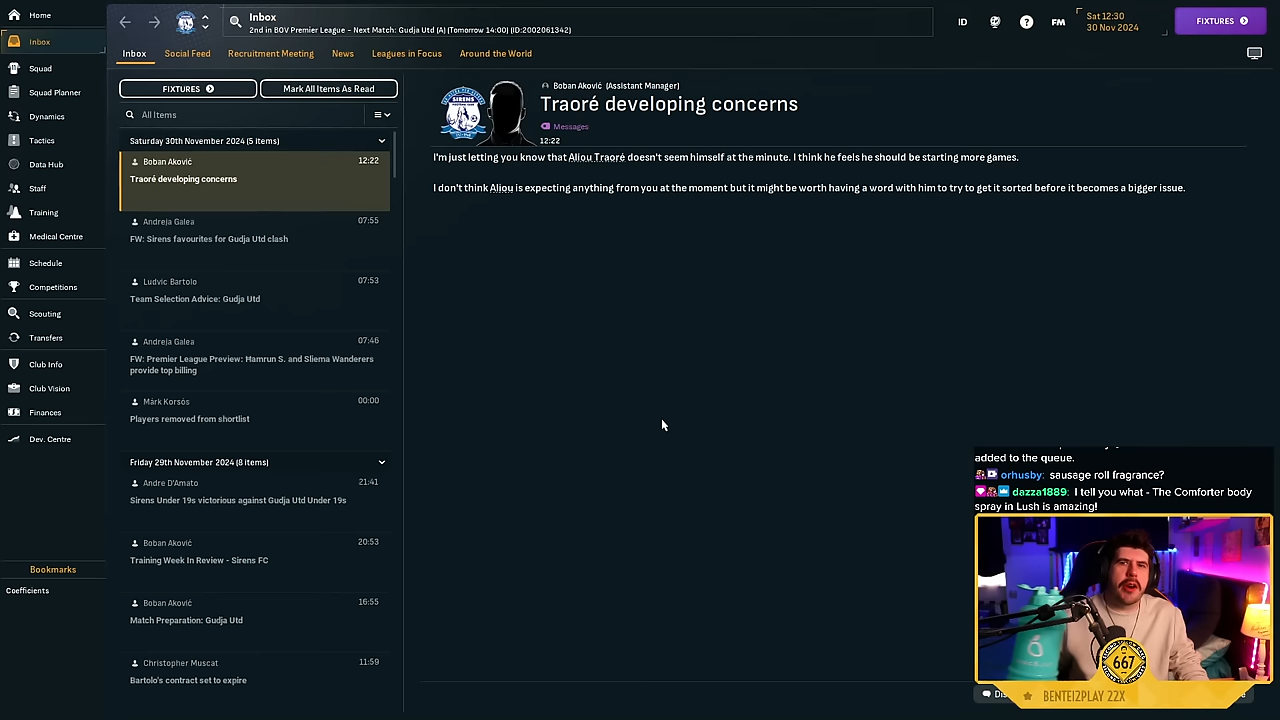 Home
Inbox
Squad
Squad Planner
Dynamics
Tactics
Data Hub
Staff
Training
Medical Centre
Schedule
Competitions
Scouting
Transfers
Club Info
Club Vision
Finances
Dev. Centre
Bookmarks
Coefficients
Inbox
2nd in BOV Premier League - Next Match: Gudja Utd (A) (Tomorrow 14:00) (ID:2002061342)
ID
FM
Sat 12:30
30 Nov 2024
FIXTURES
Inbox
Social Feed
Recruitment Meeting
News
Leagues in Focus
Around the World
FIXTURES
Mark All Items As Read
All Items
Saturday 30th November 2024 (5 items)
Boban Aković 12:22
Traoré developing concerns
Andreja Galea 07:55
FW: Sirens favourites for Gudja Utd clash
Ludvic Bartolo 07:53
Team Selection Advice: Gudja Utd
Andreja Galea 07:46
FW: Premier League Preview: Hamrun S. and Sliema Wanderers
provide top billing
Márk Korsós 00:00
Players removed from shortlist
Friday 29th November 2024 (8 items)
Andre D'Amato 21:41
Sirens Under 19s victorious against Gudja Utd Under 19s
Boban Aković 20:53
Training Week In Review - Sirens FC
Boban Aković 16:55
Match Preparation: Gudja Utd
Christopher Muscat 11:59
Bartolo's contract set to expire
SIRENS
Boban Aković (Assistant Manager)
Traoré developing concerns
Messages
12:22
I'm just letting you know that Aliou Traoré doesn't seem himself at the minute. I think he feels he should be starting more games.
I don't think Aliou is expecting anything from you at the moment but it might be worth having a word with him to try to get it sorted before it becomes a bigger issue.
added to the queue.
orhusby: sausage roll fragrance?
dazza1889: I tell you what - The Comforter body
spray in Lush is amazing!
667
BENTEI2PLAY 22X